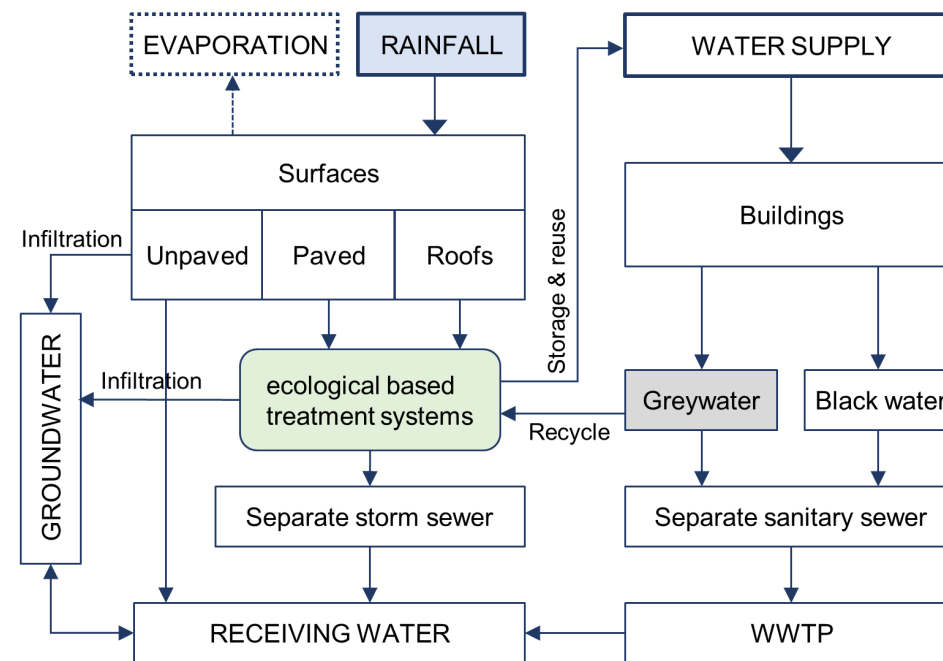 EVAPORATION
RAINFALL
WATER SUPPLY
Surfaces
Unpaved
Paved
Roofs
Infiltration
Storage & reuse
Buildings
GROUNDWATER
Infiltration
ecological based
treatment systems
Recycle
Greywater
Black water
Separate storm sewer
Separate sanitary sewer
RECEIVING WATER
WWTP